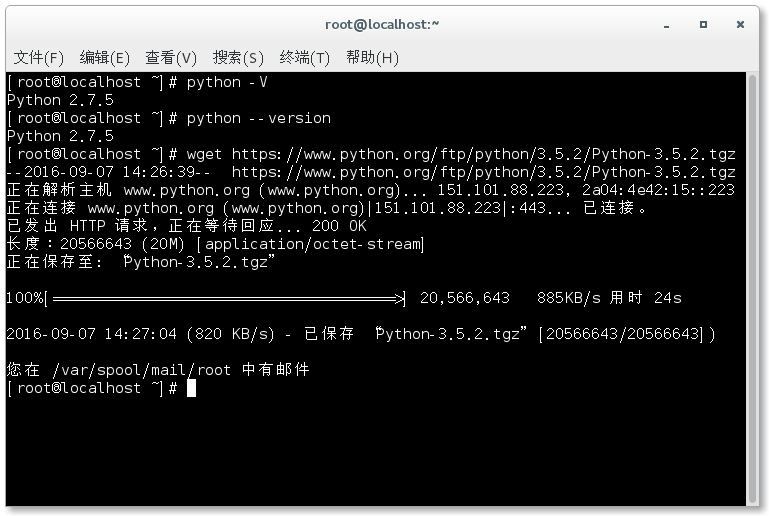 root@localhost:~
文件(F) 编辑(E) 查看(V) 搜索(S) 终端(T) 帮助(H)
[root@localhost ~]# python -V
Python 2.7.5
[root@localhost ~]# python --version
Python 2.7.5
[root@localhost ~]# wget https://www.python.org/ftp/python/3.5.2/Python-3.5.2.tgz
--2016-09-07 14:26:39--  https://www.python.org/ftp/python/3.5.2/Python-3.5.2.tgz
正在解析主机 www.python.org (www.python.org)... 151.101.88.223, 2a04:4e42:15::223
正在连接 www.python.org (www.python.org)|151.101.88.223|:443... 已连接。
已发出 HTTP 请求，正在等待回应... 200 OK
长度：20566643 (20M) [application/octet-stream]
正在保存至: “Python-3.5.2.tgz”
100%[======================================>] 20,566,643   885KB/s 用时 24s
2016-09-07 14:27:04 (820 KB/s) - 已保存 “Python-3.5.2.tgz” [20566643/20566643])
您在 /var/spool/mail/root 中有邮件
[root@localhost ~]#